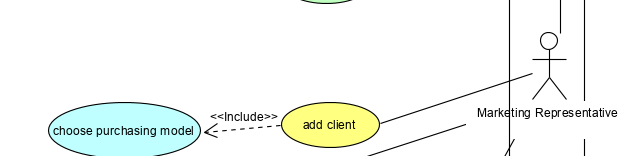 <<Include>>
choose purchasing model
add client
Marketing Representative